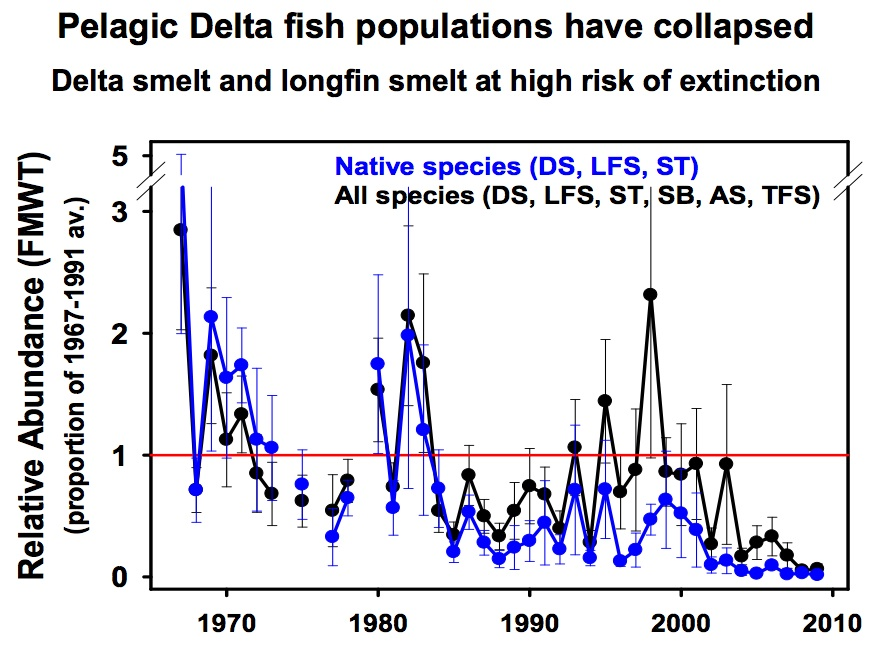 Pelagic Delta fish populations have collapsed
Delta smelt and longfin smelt at high risk of extinction
Relative Abundance (FMWT)
(proportion of 1967-1991 av.)
5
3
2
1
0
Native species (DS, LFS, ST)
All species (DS, LFS, ST, SB, AS, TFS)
1970 1980 1990 2000 2010